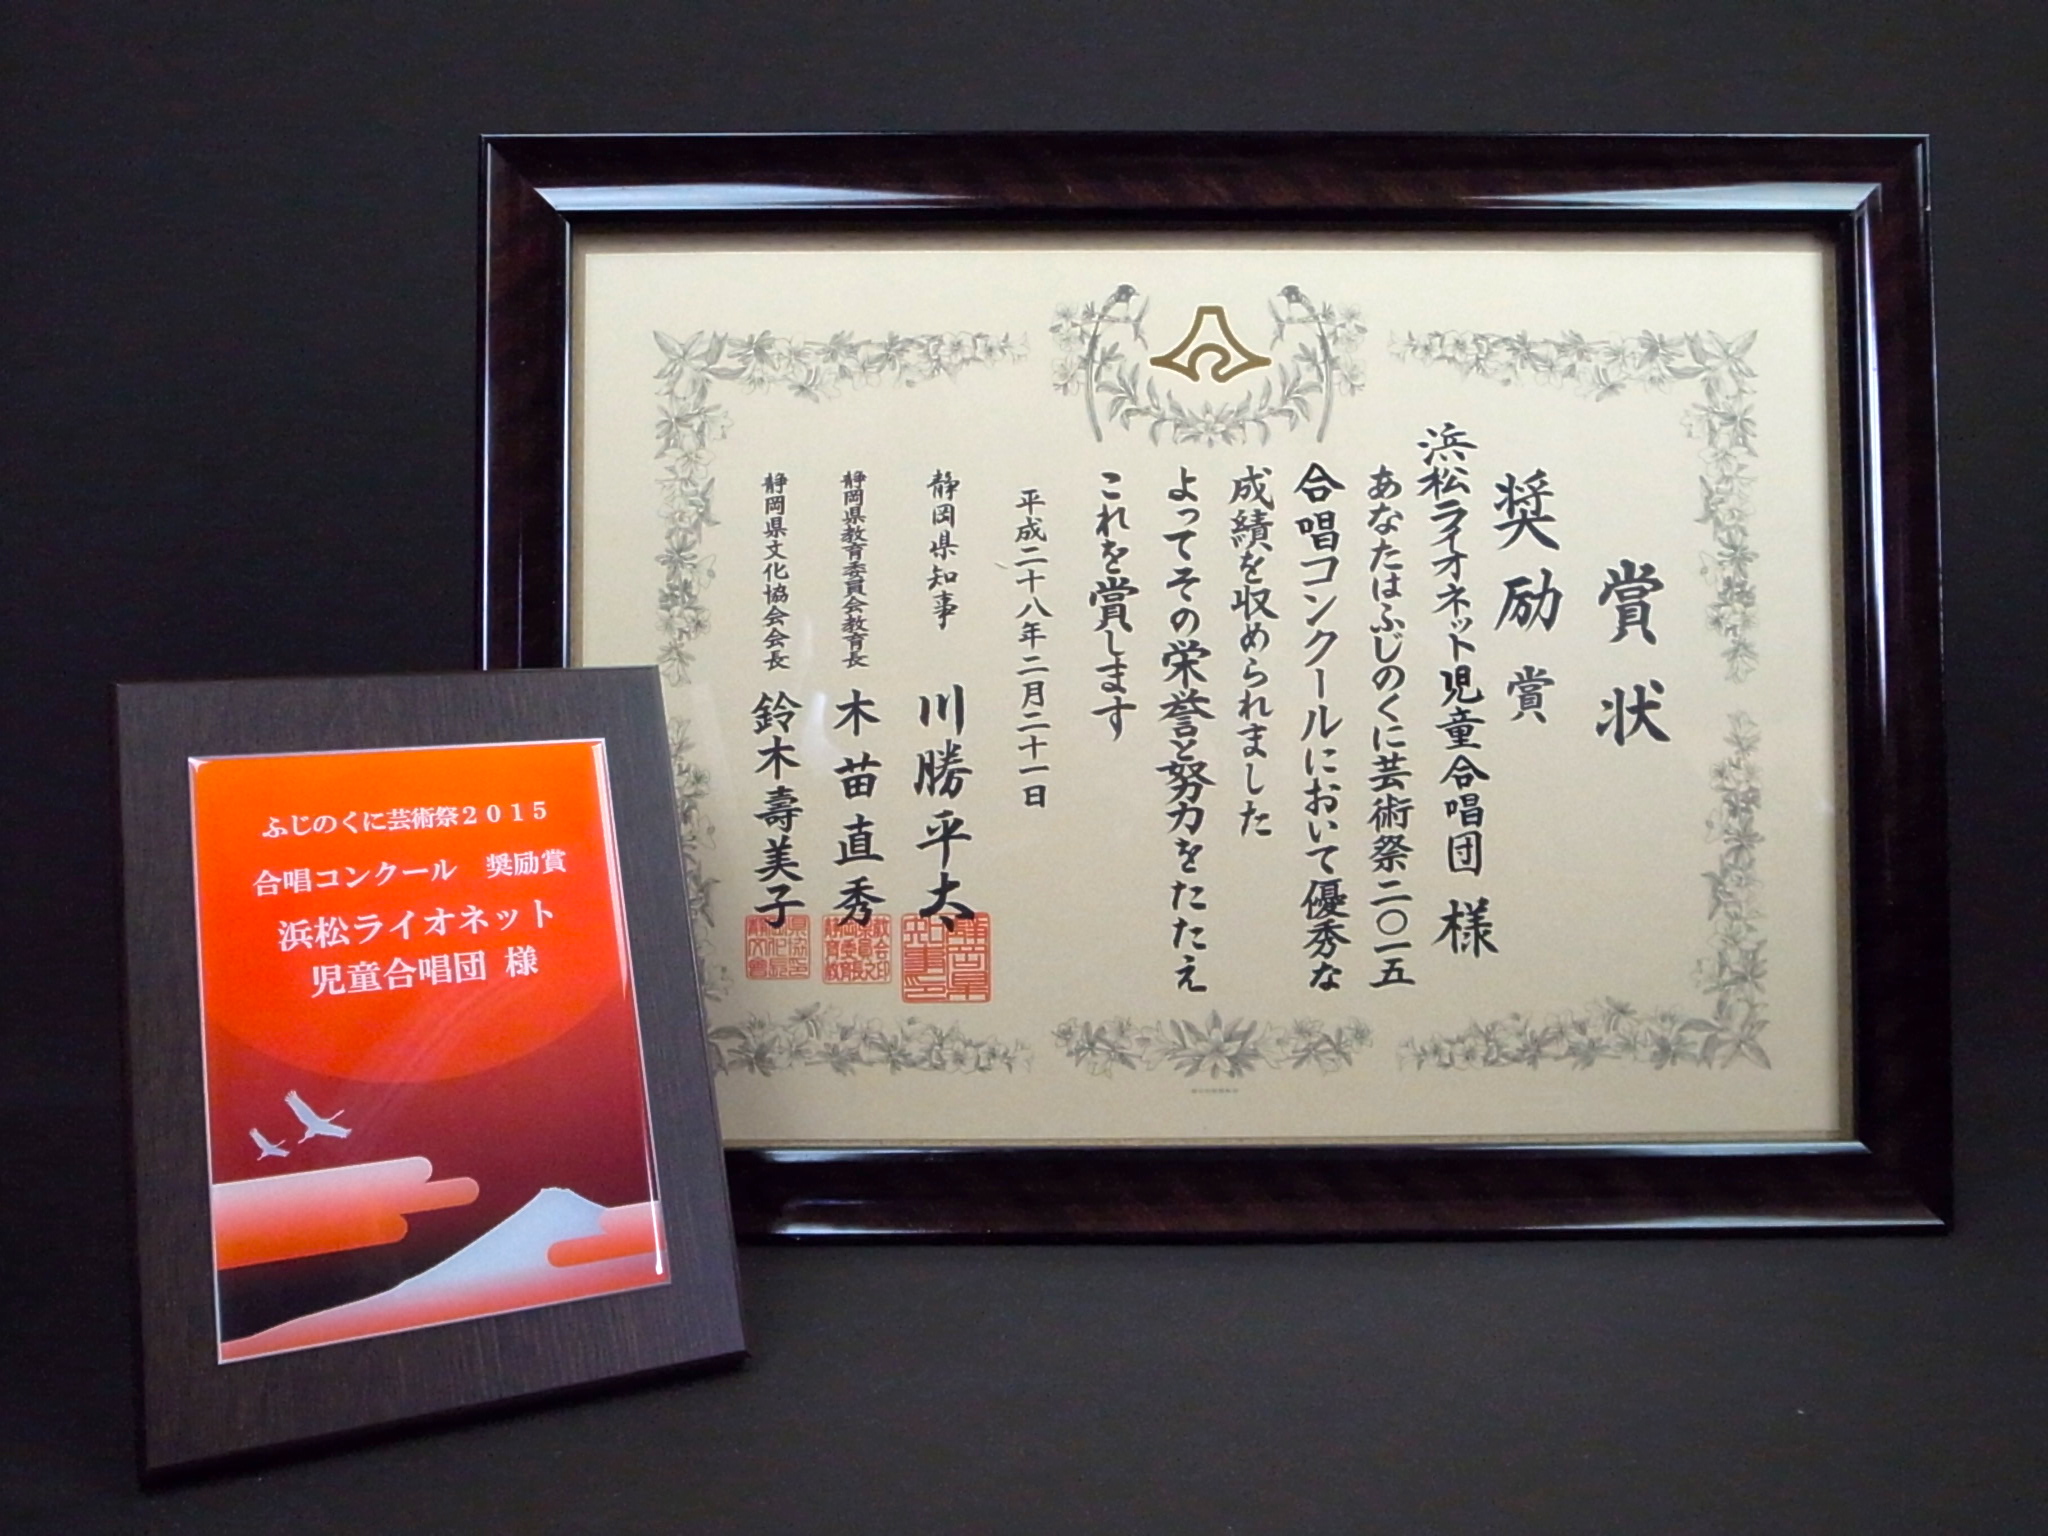 賞状
奨励賞
浜松ライオネット児童合唱団 様
あなたはふじのくに芸術祭二〇一五
合唱コンクールにおいて優秀な
成績を収められました
よってその栄誉と努力をたたえ
これを賞します
平成二十八年二月二十一日
静岡県知事 川勝平太
静岡県教育委員会教育長 木苗直秀
静岡県文化協会会長 鈴木壽美子
ふじのくに芸術祭2015
合唱コンクール 奨励賞
浜松ライオネット
児童合唱団 様